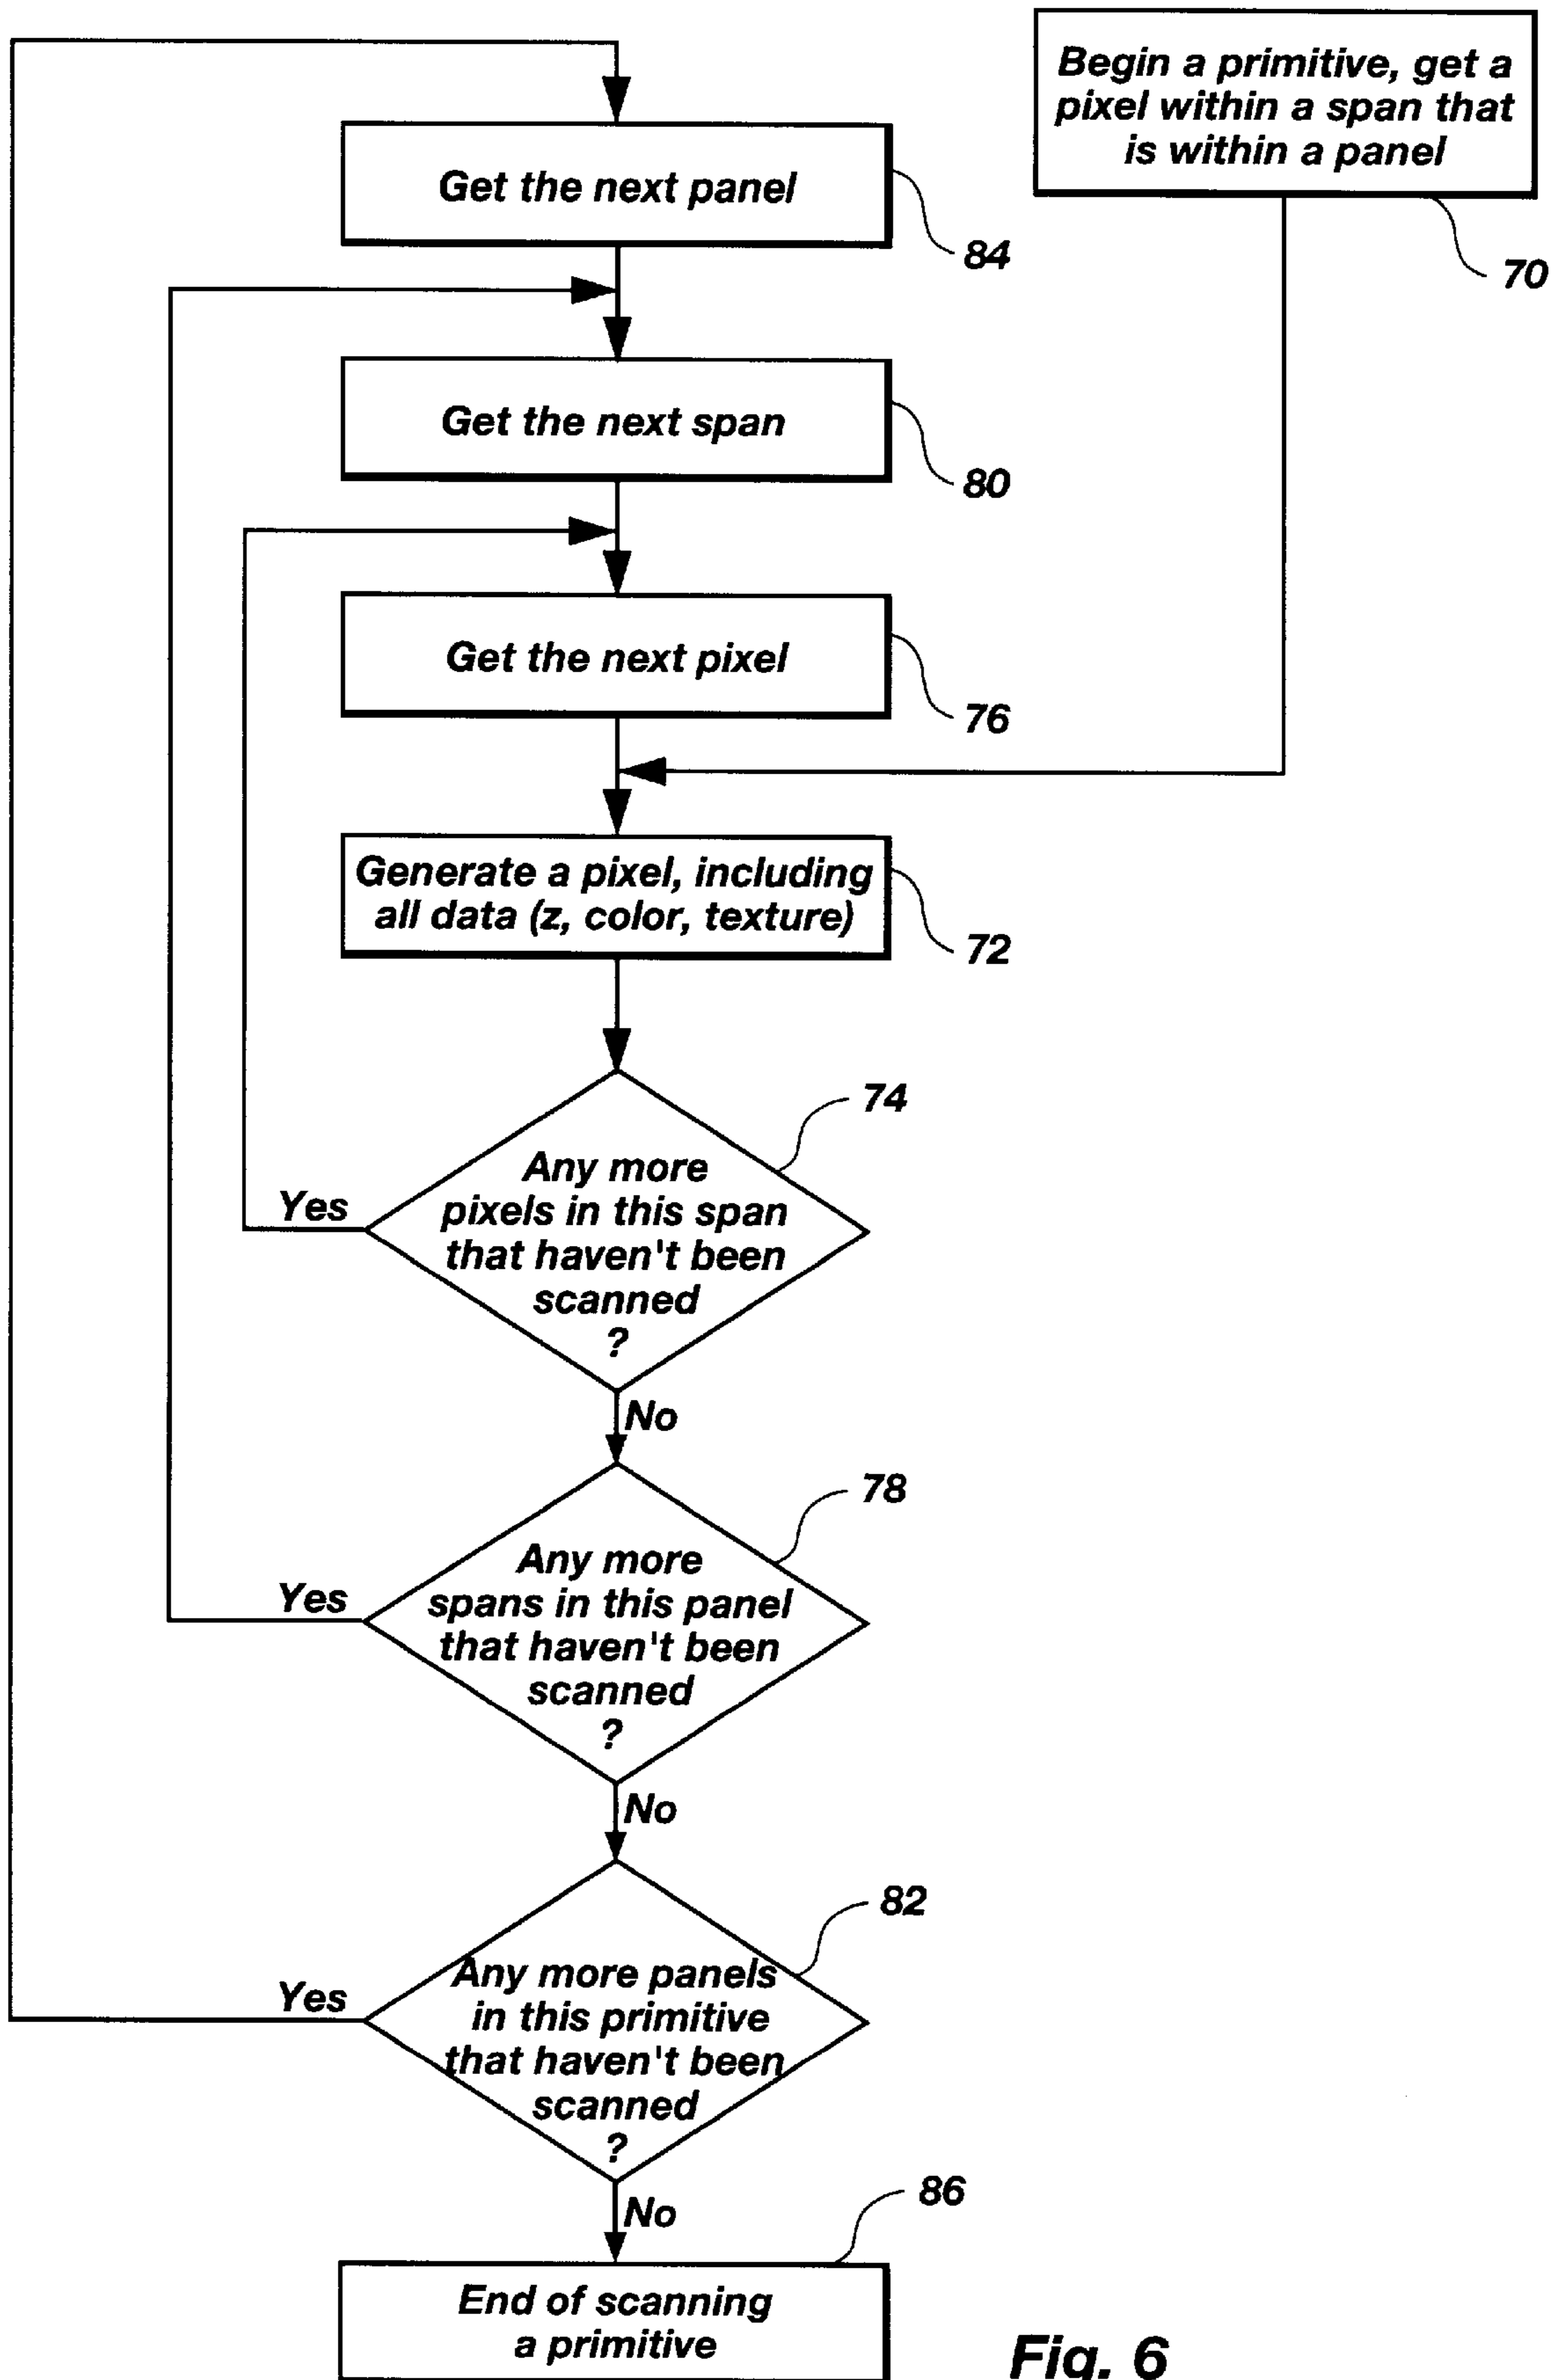 Begin a primitive, get a
pixel within a span that
is within a panel
70
Get the next panel
84
Get the next span
80
Get the next pixel
76
Generate a pixel, including
all data (z, color, texture)
72
74
Any more
pixels in this span
that haven't been
scanned
?
Yes
No
78
Any more
spans in this panel
that haven't been
scanned
?
Yes
No
82
Any more panels
in this primitive
that haven't been
scanned
?
Yes
No
86
End of scanning
a primitive
Fig. 6